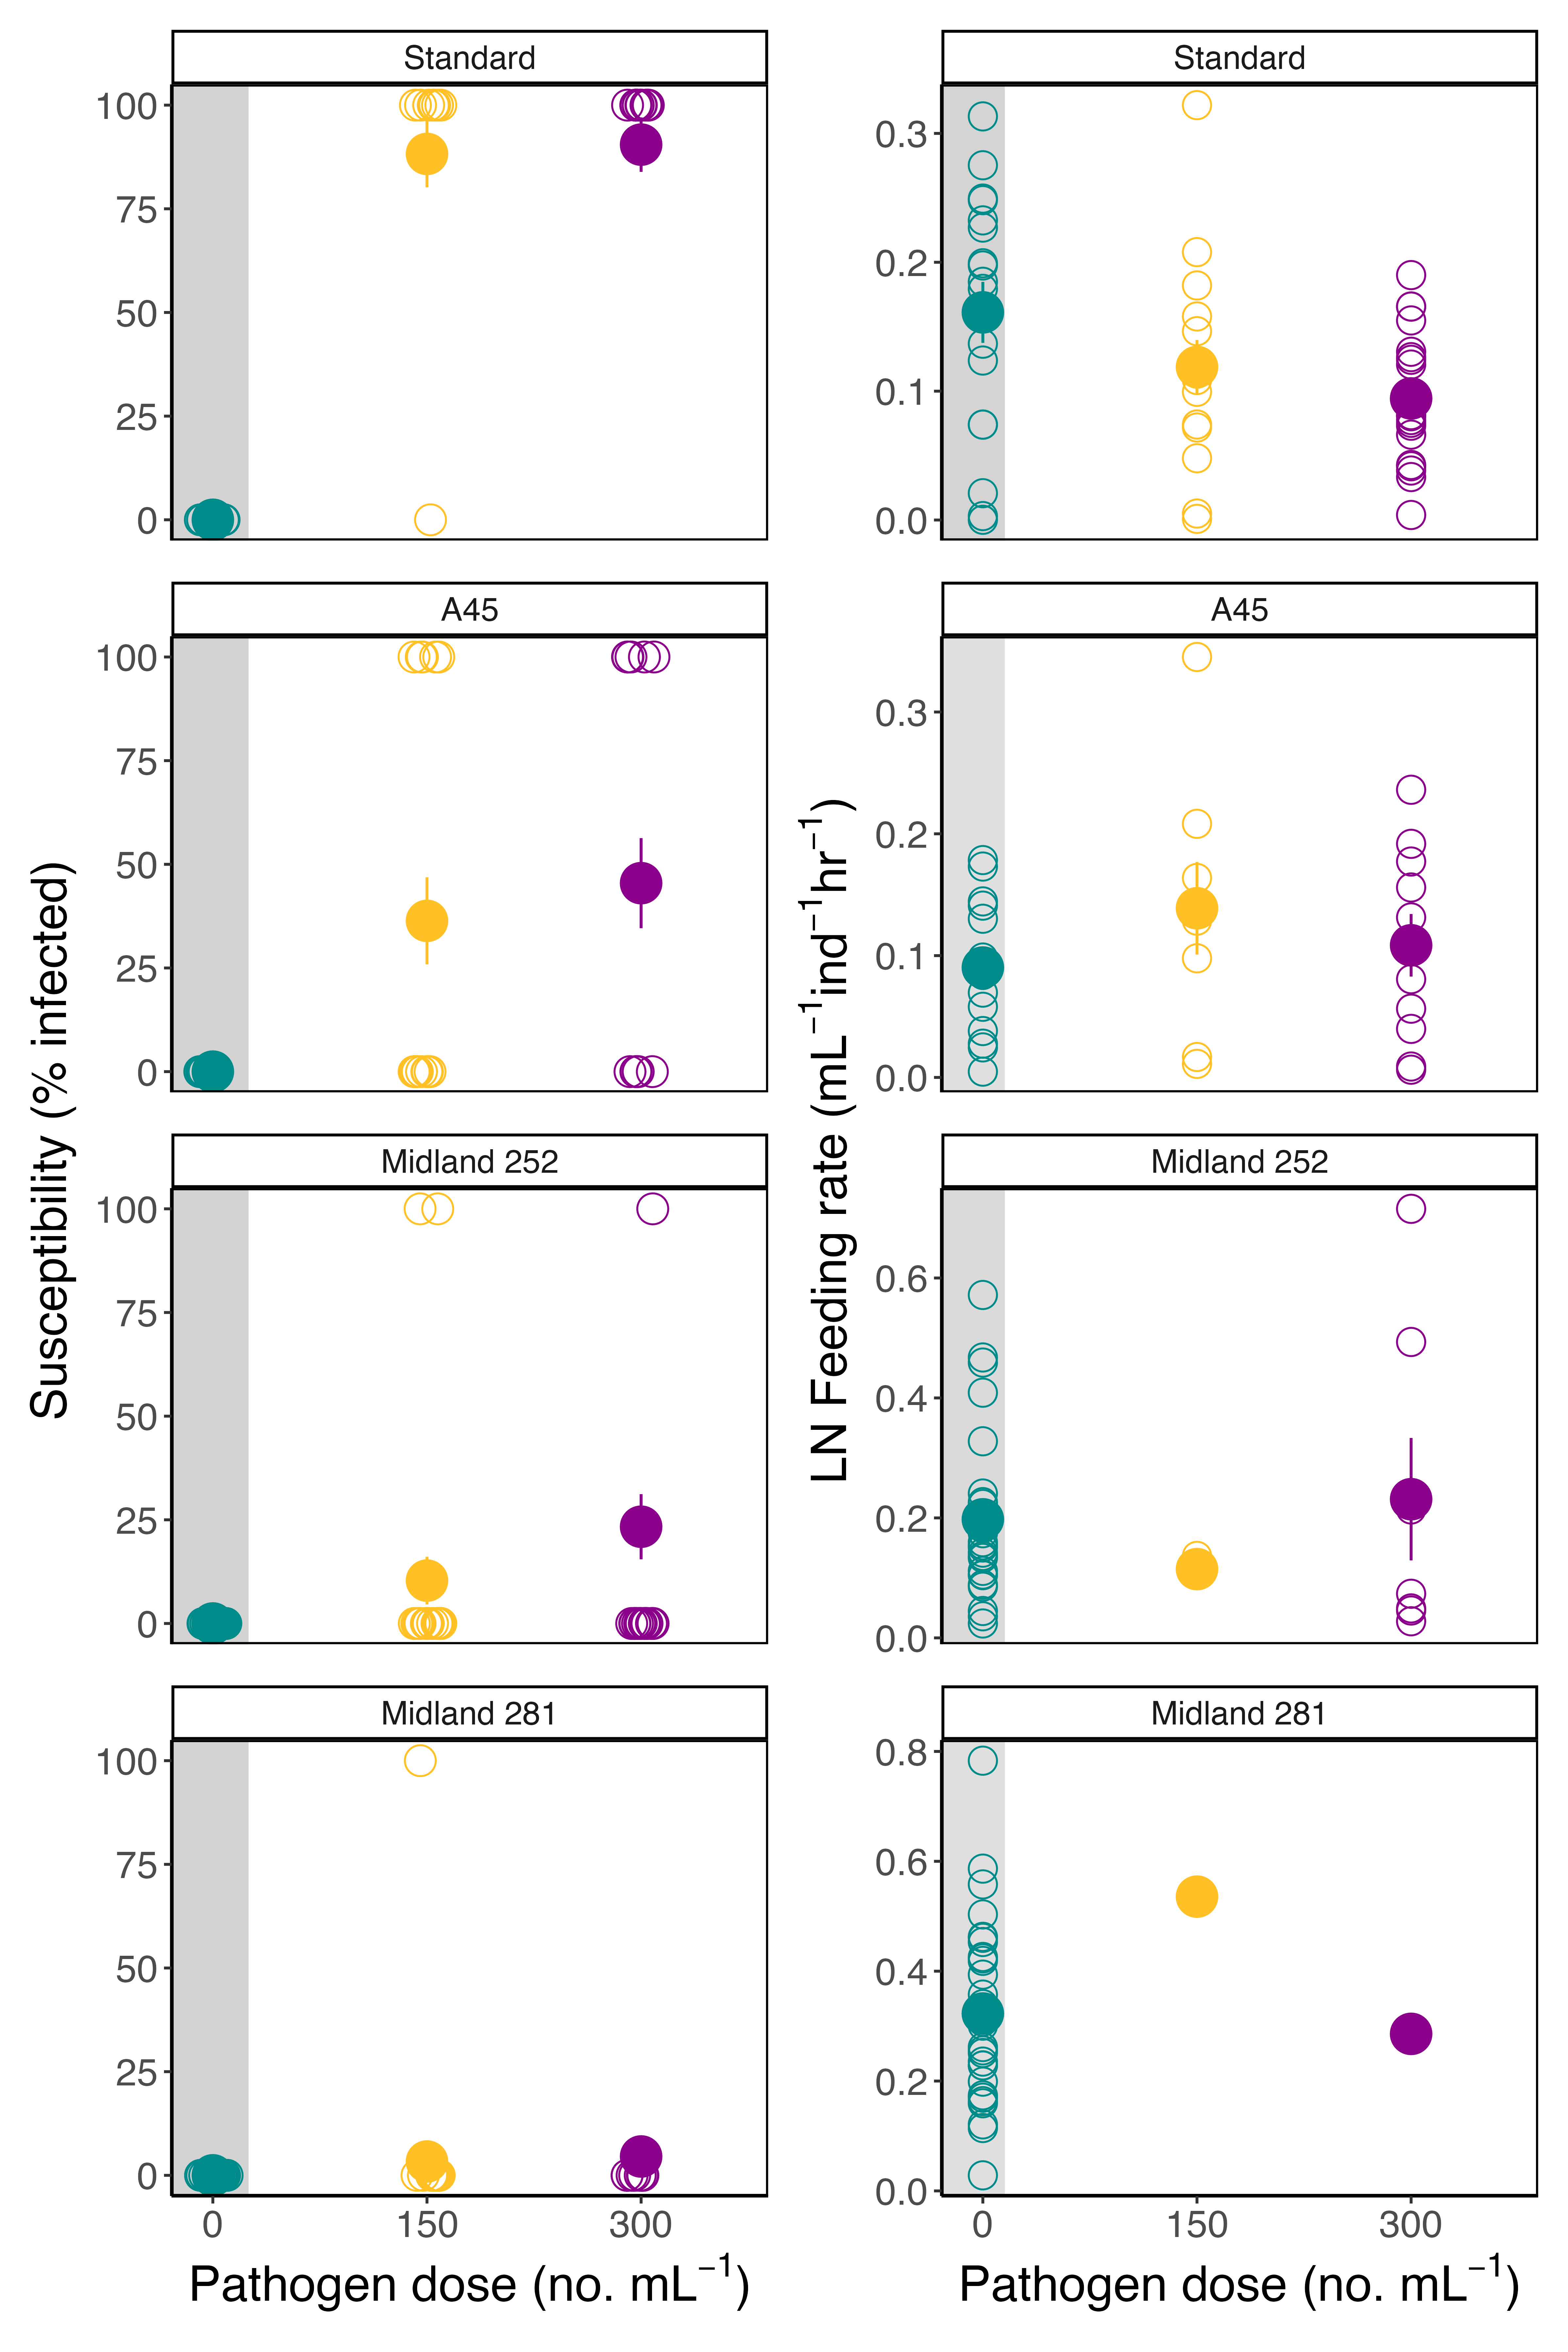 Standard
100
75
50
25
0
Standard
0.3
0.2
0.1
0.0
A45
100
75
50
25
0
A45
0.3
0.2
0.1
0.0
Midland 252
100
75
50
25
0
Midland 252
0.6
0.4
0.2
0.0
Midland 281
100
75
50
25
0
Midland 281
0.8
0.6
0.4
0.2
0.0
0 150 300
0 150 300
Pathogen dose (no. mL⁻¹)
Pathogen dose (no. mL⁻¹)
Susceptibility (% infected)
LN Feeding rate (mL⁻¹ind⁻¹hr⁻¹)